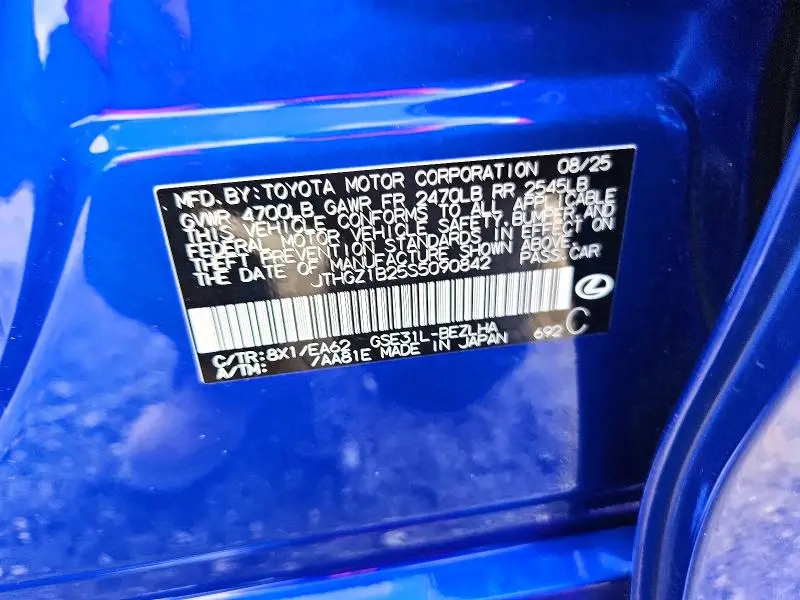 MFD.BY:TOYOTA MOTOR CORPORATION 08/25
GVWR 4700LB GAWR FR 2470LB RR 2545LB
THIS VEHICLE CONFORMS TO ALL APPLICABLE
FEDERAL MOTOR VEHICLE SAFETY,BUMPER,AND
THEFT PREVENTION STANDARDS IN EFFECT ON
THE DATE OF MANUFACTURE SHOWN ABOVE.
JTHGZ1B25S5090842 PASS.CAR
C/TR:8X1/EA62 GSE31L-BEZLHA 692 C
A/TM: /AA81E MADE IN JAPAN